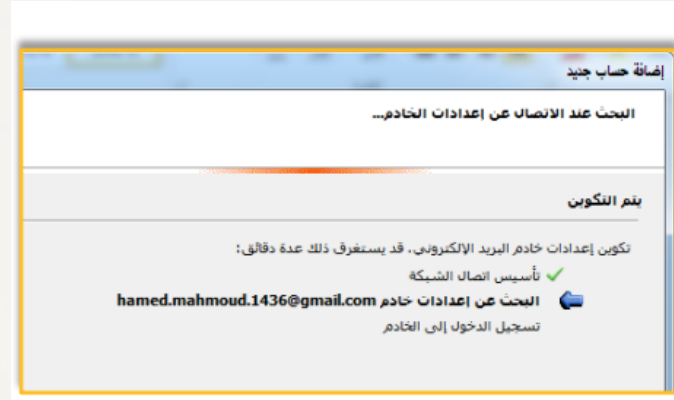 إضافة حساب جديد
البحث عند الاتصال عن إعدادات الخادم...
يتم التكوين
تكوين إعدادات خادم البريد الإلكتروني. قد يستغرق ذلك عدة دقائق:
تأسيس اتصال الشبكة
البحث عن إعدادات خادم hamed.mahmoud.1436@gmail.com
تسجيل الدخول إلى الخادم